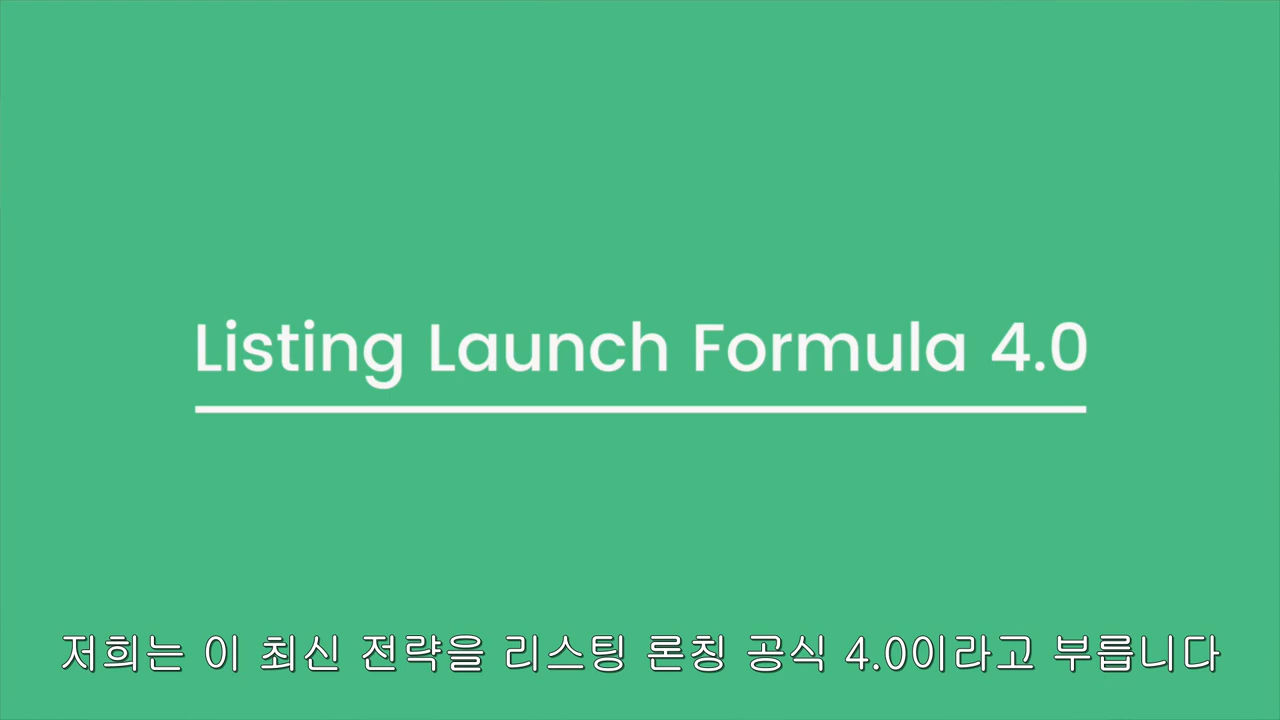 Listing Launch Formula 4.0
저희는 이 최신 전략을 리스팅 론칭 공식 4.0이라고 부릅니다